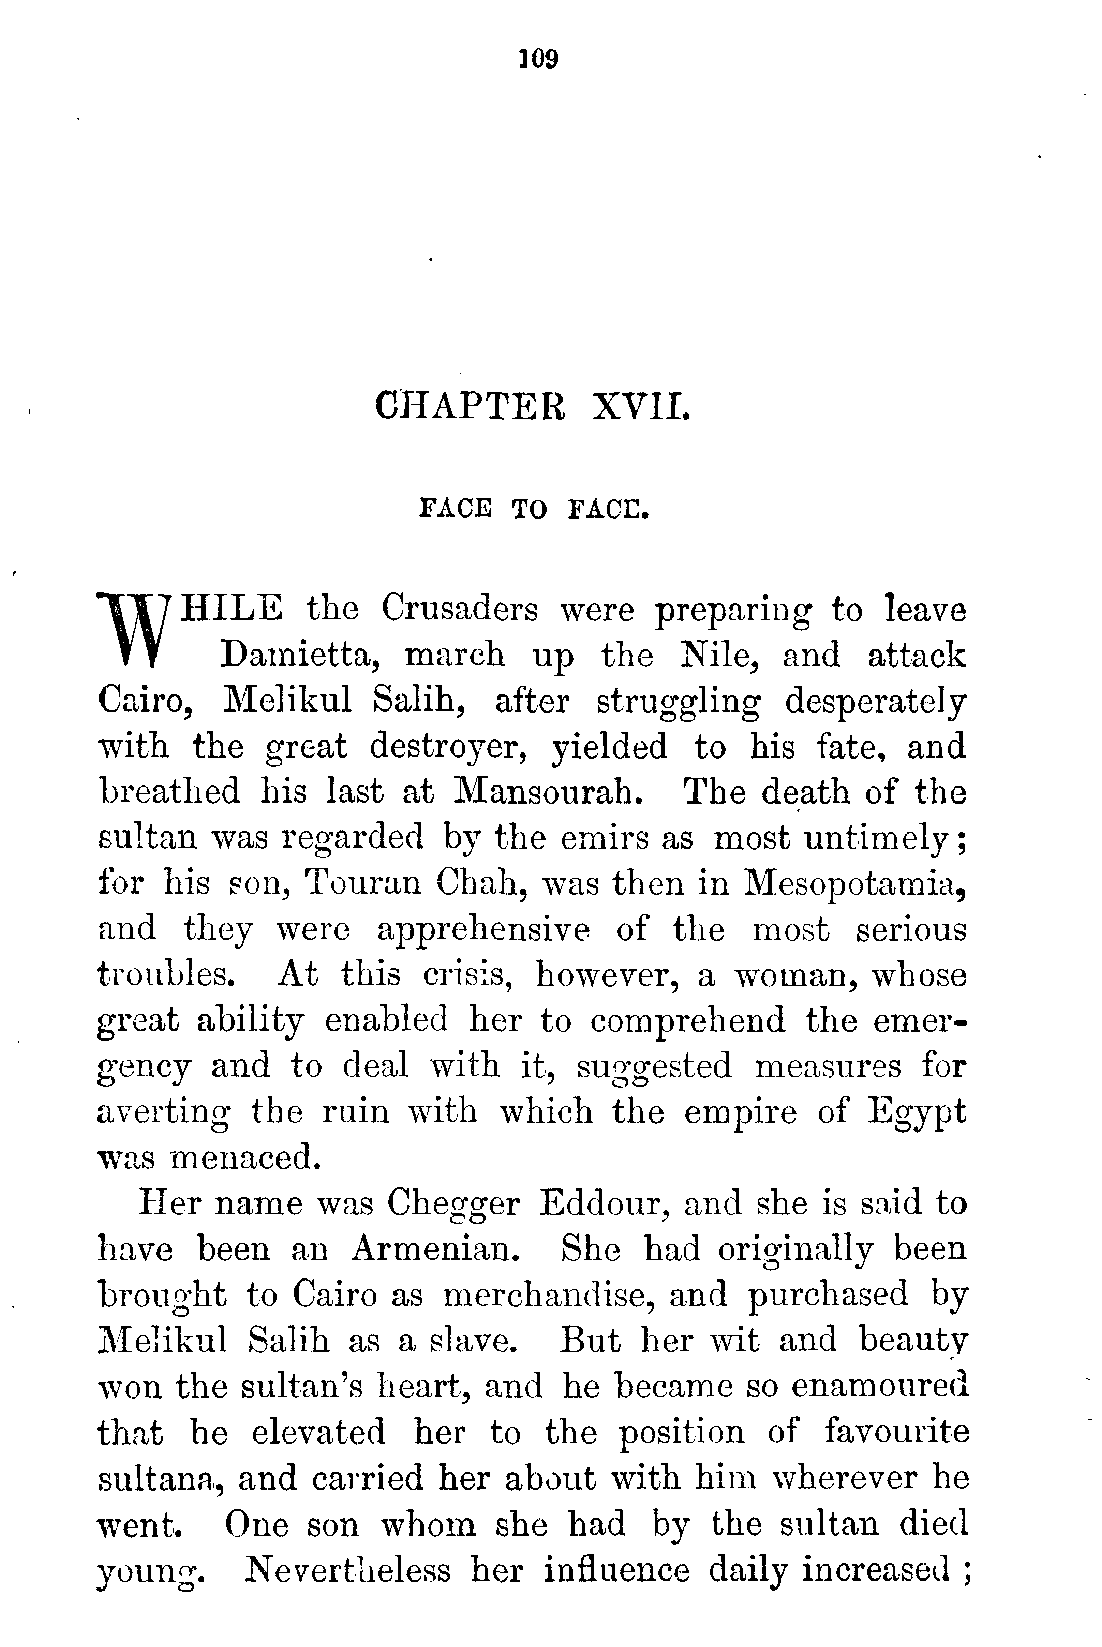 109
CHAPTER XVII.
FACE TO FACE.
WHILE the Crusaders were preparing to leave
Damietta, march up the Nile, and attack
Cairo, Melikul Salih, after struggling desperately
with the great destroyer, yielded to his fate, and
breathed his last at Mansourah. The death of the
sultan was regarded by the emirs as most untimely;
for his son, Touran Chah, was then in Mesopotamia,
and they were apprehensive of the most serious
troubles. At this crisis, however, a woman, whose
great ability enabled her to comprehend the emer-
gency and to deal with it, suggested measures for
averting the ruin with which the empire of Egypt
was menaced.
Her name was Chegger Eddour, and she is said to
have been an Armenian. She had originally been
brought to Cairo as merchandise, and purchased by
Melikul Salih as a slave. But her wit and beauty
won the sultan's heart, and he became so enamoured
that he elevated her to the position of favourite
sultana, and carried her about with him wherever he
went. One son whom she had by the sultan died
young. Nevertheless her influence daily increased;